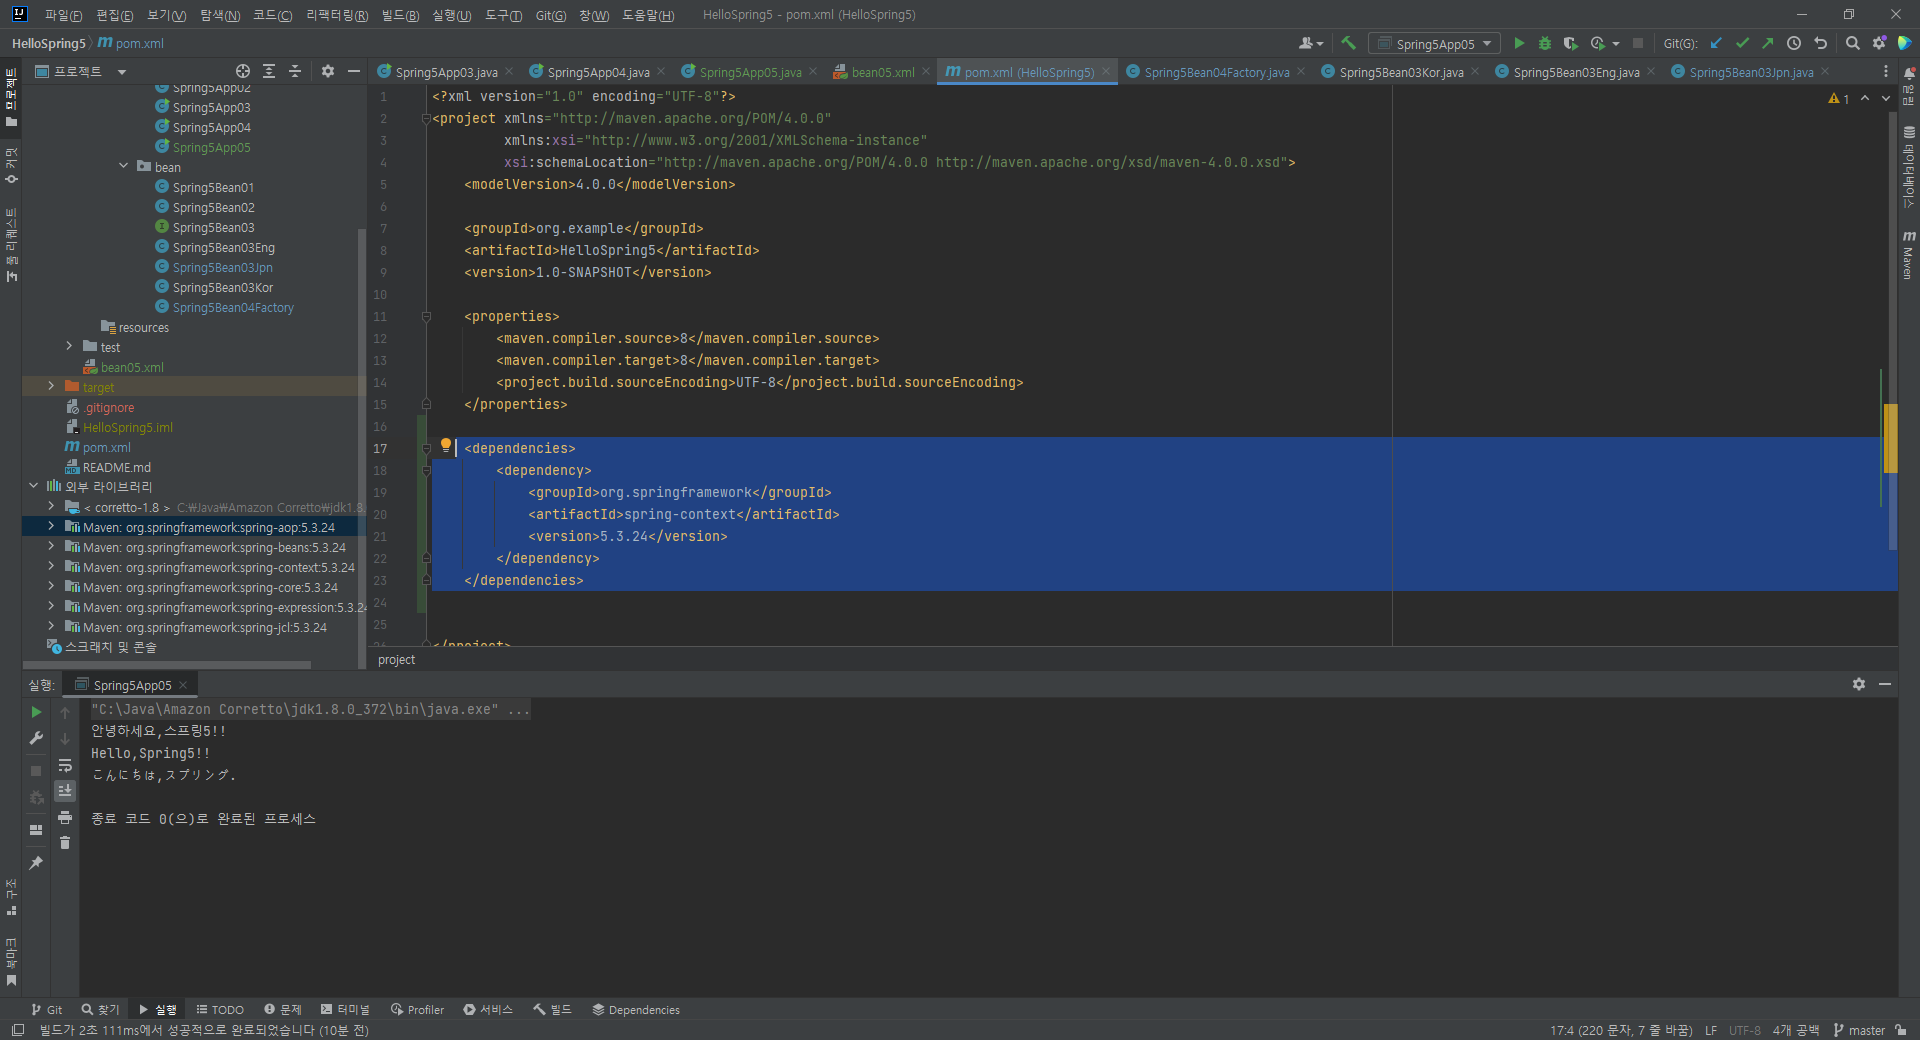 파일(F) 편집(E) 보기(V) 탐색(N) 코드(C) 리팩터링(R) 빌드(B) 실행(U) 도구(T) Git(G) 창(W) 도움말(H) HelloSpring5 - pom.xml (HelloSpring5)
HelloSpring5 pom.xml Spring5App05 Git(G):
프로젝트
Spring5App03.java Spring5App04.java Spring5App05.java bean05.xml pom.xml (HelloSpring5) Spring5Bean04Factory.java Spring5Bean03Kor.java Spring5Bean03Eng.java Spring5Bean03Jpn.java
프로젝트
커밋
풀 리퀘스트
구조
북마크
Spring5App02
Spring5App03
Spring5App04
Spring5App05
bean
Spring5Bean01
Spring5Bean02
Spring5Bean03
Spring5Bean03Eng
Spring5Bean03Jpn
Spring5Bean03Kor
Spring5Bean04Factory
resources
test
bean05.xml
target
.gitignore
HelloSpring5.iml
pom.xml
README.md
외부 라이브러리
< corretto-1.8 > C:₩Java₩Amazon Corretto₩jdk1.8.
Maven: org.springframework:spring-aop:5.3.24
Maven: org.springframework:spring-beans:5.3.24
Maven: org.springframework:spring-context:5.3.24
Maven: org.springframework:spring-core:5.3.24
Maven: org.springframework:spring-expression:5.3.24
Maven: org.springframework:spring-jcl:5.3.24
스크래치 및 콘솔
1 <?xml version="1.0" encoding="UTF-8"?>
2 <project xmlns="http://maven.apache.org/POM/4.0.0"
3 xmlns:xsi="http://www.w3.org/2001/XMLSchema-instance"
4 xsi:schemaLocation="http://maven.apache.org/POM/4.0.0 http://maven.apache.org/xsd/maven-4.0.0.xsd">
5 <modelVersion>4.0.0</modelVersion>
6
7 <groupId>org.example</groupId>
8 <artifactId>HelloSpring5</artifactId>
9 <version>1.0-SNAPSHOT</version>
10
11 <properties>
12 <maven.compiler.source>8</maven.compiler.source>
13 <maven.compiler.target>8</maven.compiler.target>
14 <project.build.sourceEncoding>UTF-8</project.build.sourceEncoding>
15 </properties>
16
17 <dependencies>
18 <dependency>
19 <groupId>org.springframework</groupId>
20 <artifactId>spring-context</artifactId>
21 <version>5.3.24</version>
22 </dependency>
23 </dependencies>
24
25
26 </project>
1
알림
데이터베이스
Maven
project
실행: Spring5App05
"C:\Java\Amazon Corretto\jdk1.8.0_372\bin\java.exe" ...
안녕하세요,스프링5!!
Hello,Spring5!!
こんにちは,スプリング.
종료 코드 0(으)로 완료된 프로세스
Git 찾기 실행 TODO 문제 터미널 Profiler 서비스 빌드 Dependencies
빌드가 2초 111ms에서 성공적으로 완료되었습니다 (10분 전) 17:4 (220 문자, 7 줄 바꿈) LF UTF-8 4개 공백 master